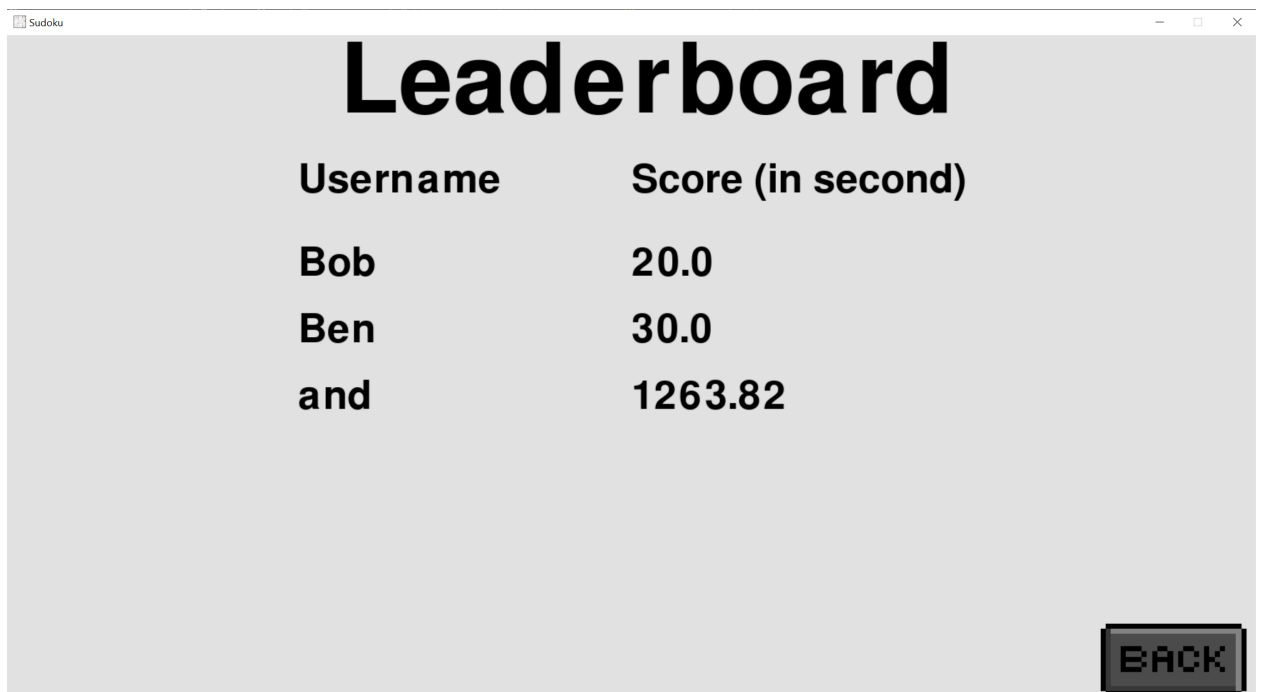 Sudoku
Leaderboard
Username Score (in second)
Bob 20.0
Ben 30.0
and 1263.82
BACK